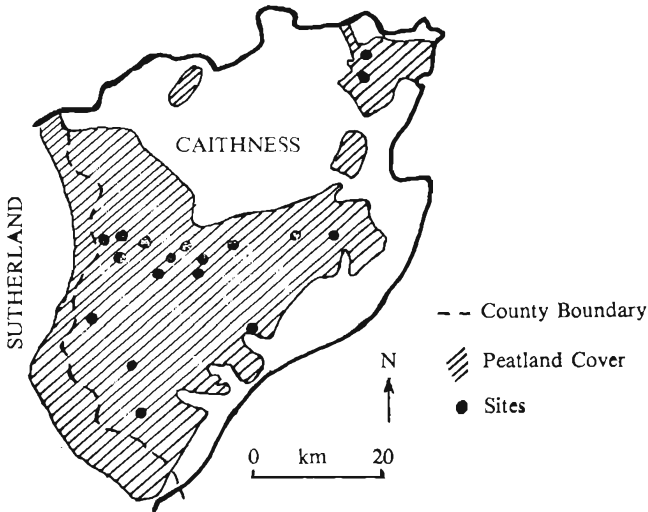 CAITHNESS
SUTHERLAND
County Boundary
Peatland Cover
Sites
N
0 km 20